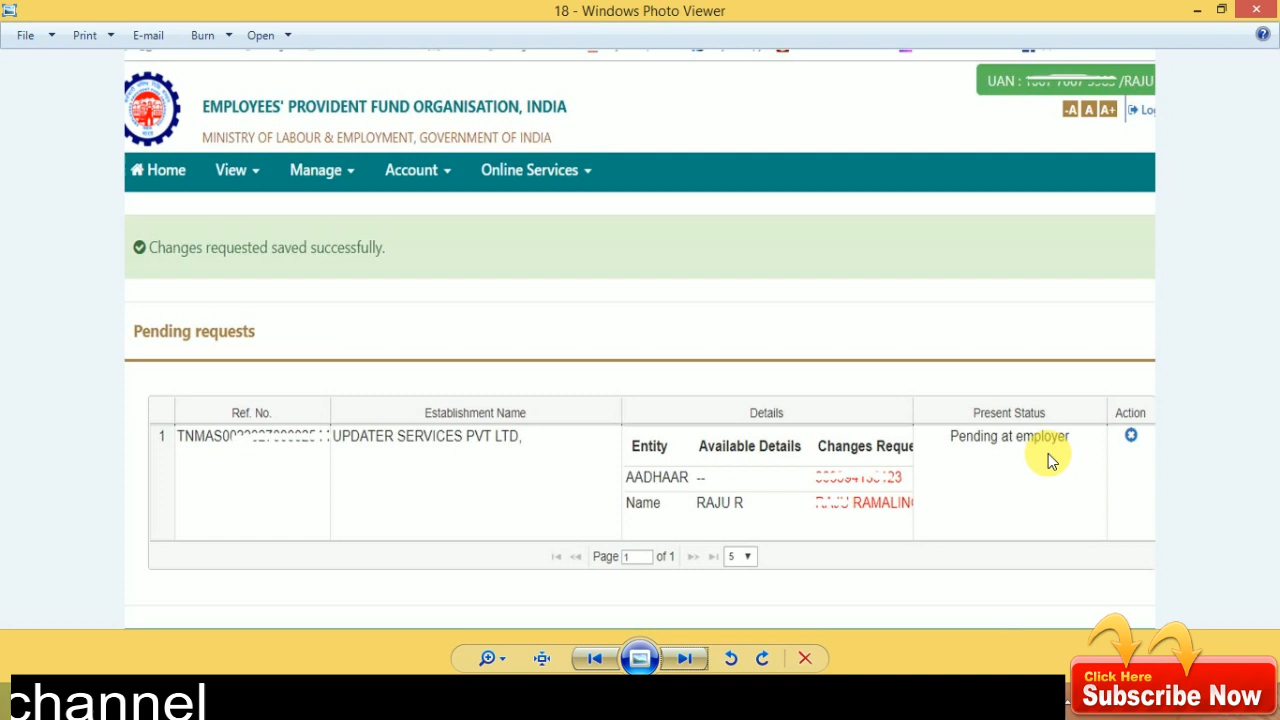 18 - Windows Photo Viewer
File Print E-mail Burn Open
UAN : /RAJU
EMPLOYEES' PROVIDENT FUND ORGANISATION, INDIA
-A A A+
MINISTRY OF LABOUR & EMPLOYMENT, GOVERNMENT OF INDIA
Home View Manage Account Online Services
Changes requested saved successfully.
Pending requests
Ref. No. Establishment Name Details Present Status Action
1 UPDATER SERVICES PVT LTD, Pending at employer
Entity Available Details Changes Reque
AADHAAR --
Name RAJU R
Page 1 of 1 5
Click Here
Subscribe Now
channel